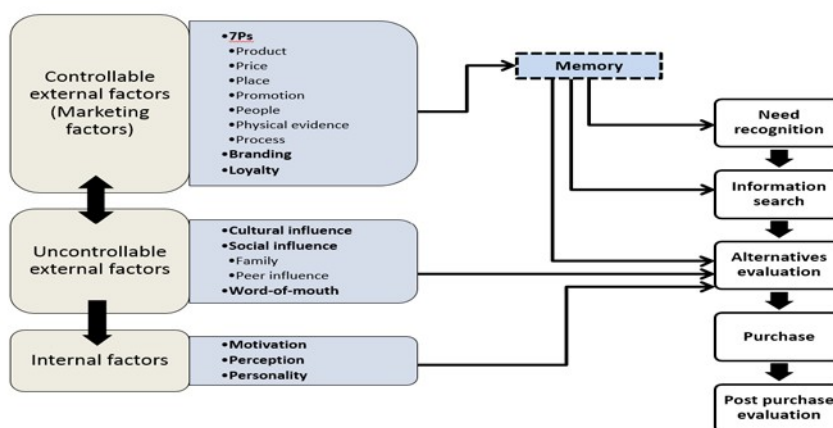 Controllable
external factors
(Marketing
factors)
•7Ps
•Product
•Price
•Place
•Promotion
•People
•Physical evidence
•Process
•Branding
•Loyalty
Uncontrollable
external factors
•Cultural influence
•Social influence
•Family
•Peer influence
•Word-of-mouth
Internal factors
•Motivation
•Perception
•Personality
Memory
Need
recognition
Information
search
Alternatives
evaluation
Purchase
Post purchase
evaluation